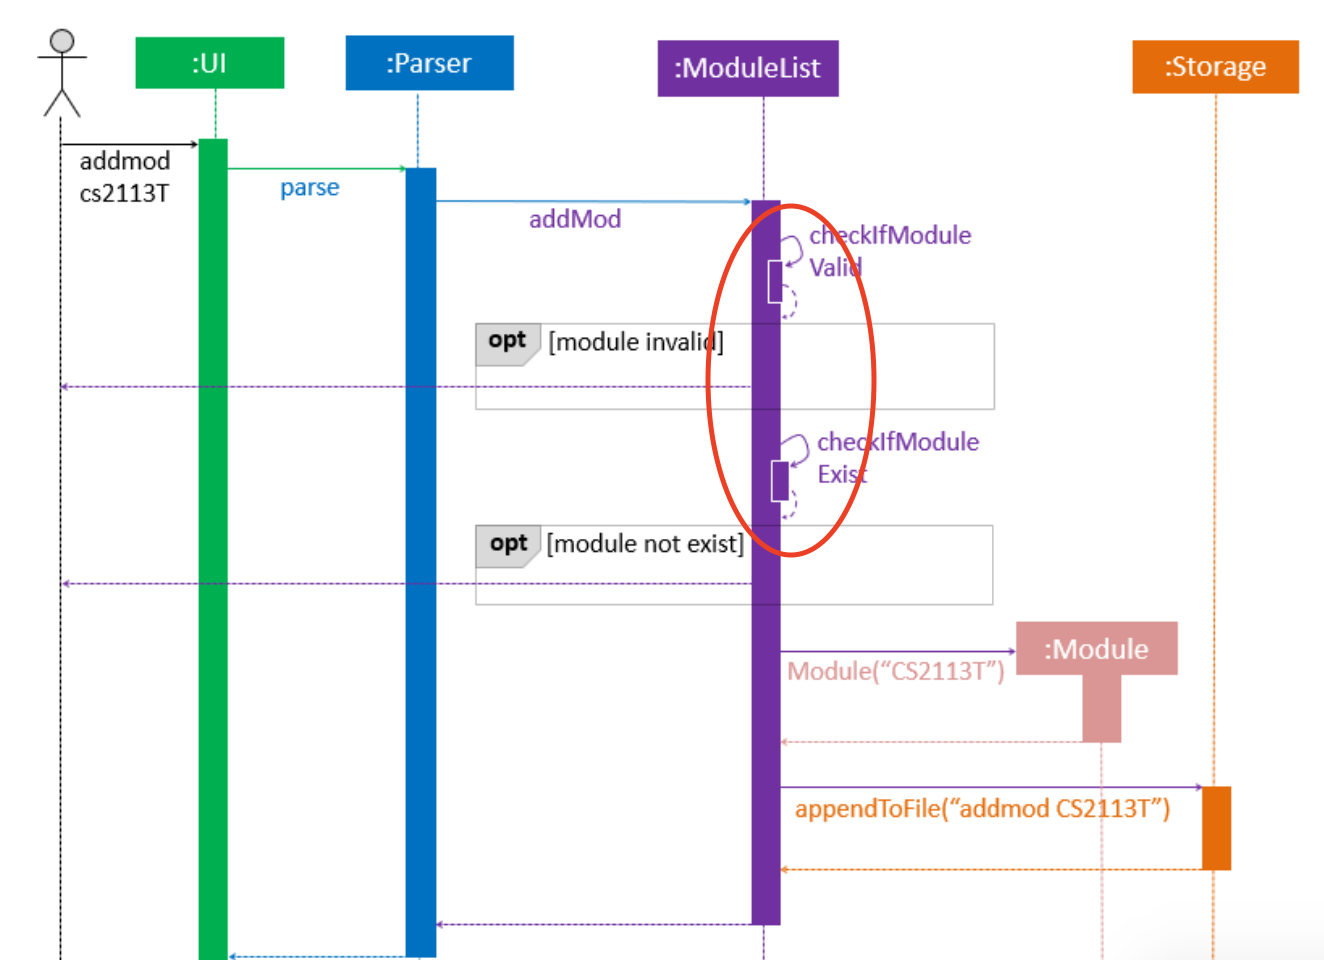 :UI
:Parser
:ModuleList
:Storage
addmod
cs2113T
parse
addMod
checkIfModule
Valid
opt
[module invalid]
checkIfModule
Exist
opt
[module not exist]
:Module
Module(“CS2113T”)
appendToFile(“addmod CS2113T”)